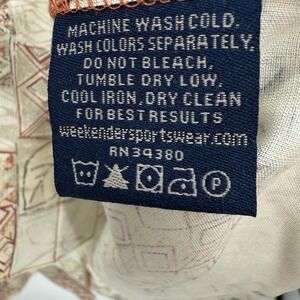 MACHINE WASH COLD.
WASH COLORS SEPARATELY.
DO NOT BLEACH,
TUMBLE DRY LOW,
COOL IRON, DRY CLEAN
FOR BEST RESULTS
weekendersportswear.com
RN34380
P